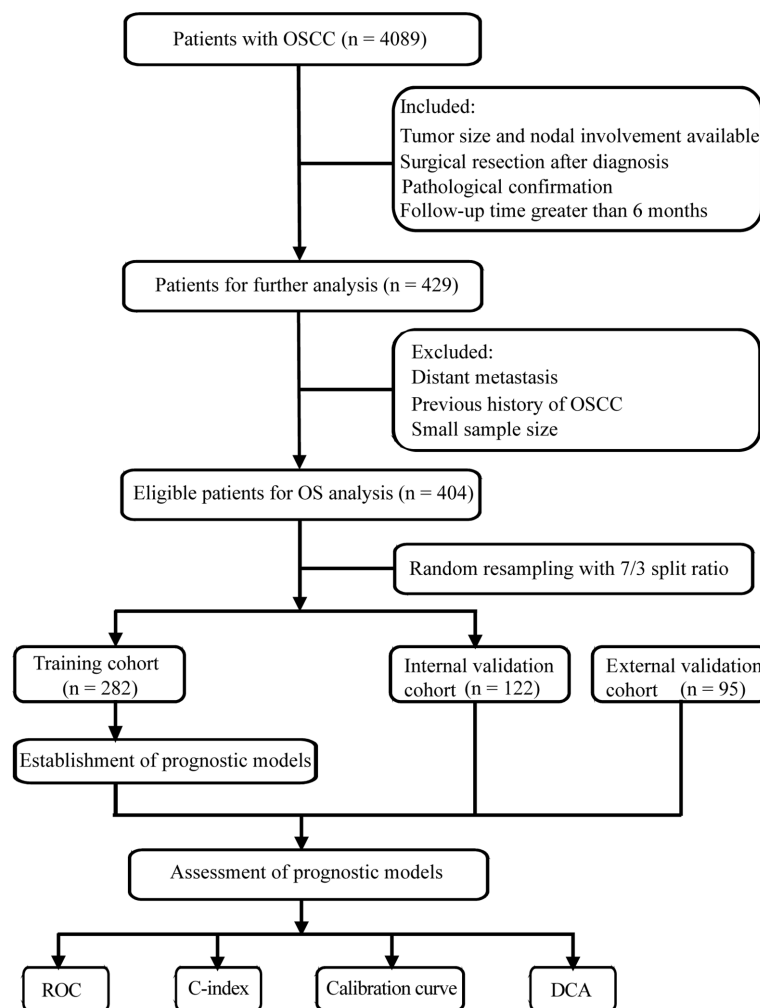 Patients with OSCC (n = 4089)
Included:
Tumor size and nodal involvement available
Surgical resection after diagnosis
Pathological confirmation
Follow-up time greater than 6 months
Patients for further analysis (n = 429)
Excluded:
Distant metastasis
Previous history of OSCC
Small sample size
Eligible patients for OS analysis (n = 404)
Random resampling with 7/3 split ratio
Training cohort
(n = 282)
Internal validation
cohort (n = 122)
External validation
cohort (n = 95)
Establishment of prognostic models
Assessment of prognostic models
ROC
C-index
Calibration curve
DCA